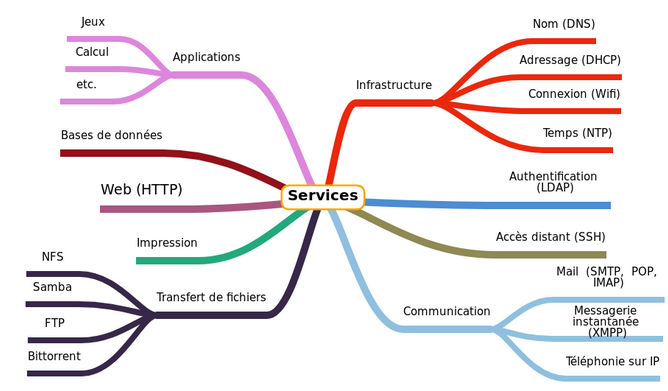 Jeux
Calcul
etc.
Applications
Bases de données
Web (HTTP)
Impression
NFS
Samba
FTP
Bittorrent
Transfert de fichiers
Services
Infrastructure
Nom (DNS)
Adressage (DHCP)
Connexion (Wifi)
Temps (NTP)
Authentification
(LDAP)
Accès distant (SSH)
Communication
Mail (SMTP, POP,
IMAP)
Messagerie
instantanée
(XMPP)
Téléphonie sur IP